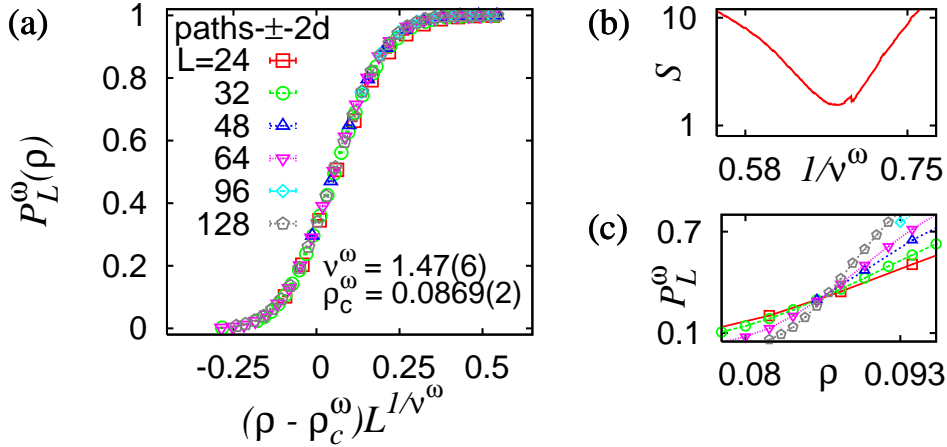 (a)
paths-±-2d
L=24
32
48
64
96
128
ν^ω = 1.47(6)
ρ_c^ω = 0.0869(2)
P_L^ω(ρ)
1
0.8
0.6
0.4
0.2
0
-0.25 0 0.25 0.5
(ρ - ρ_c^ω)L^{1/ν^ω}
(b)
S
10
1
0.58 1/ν^ω 0.75
(c)
P_L^ω
0.7
0.1
0.08 ρ 0.093